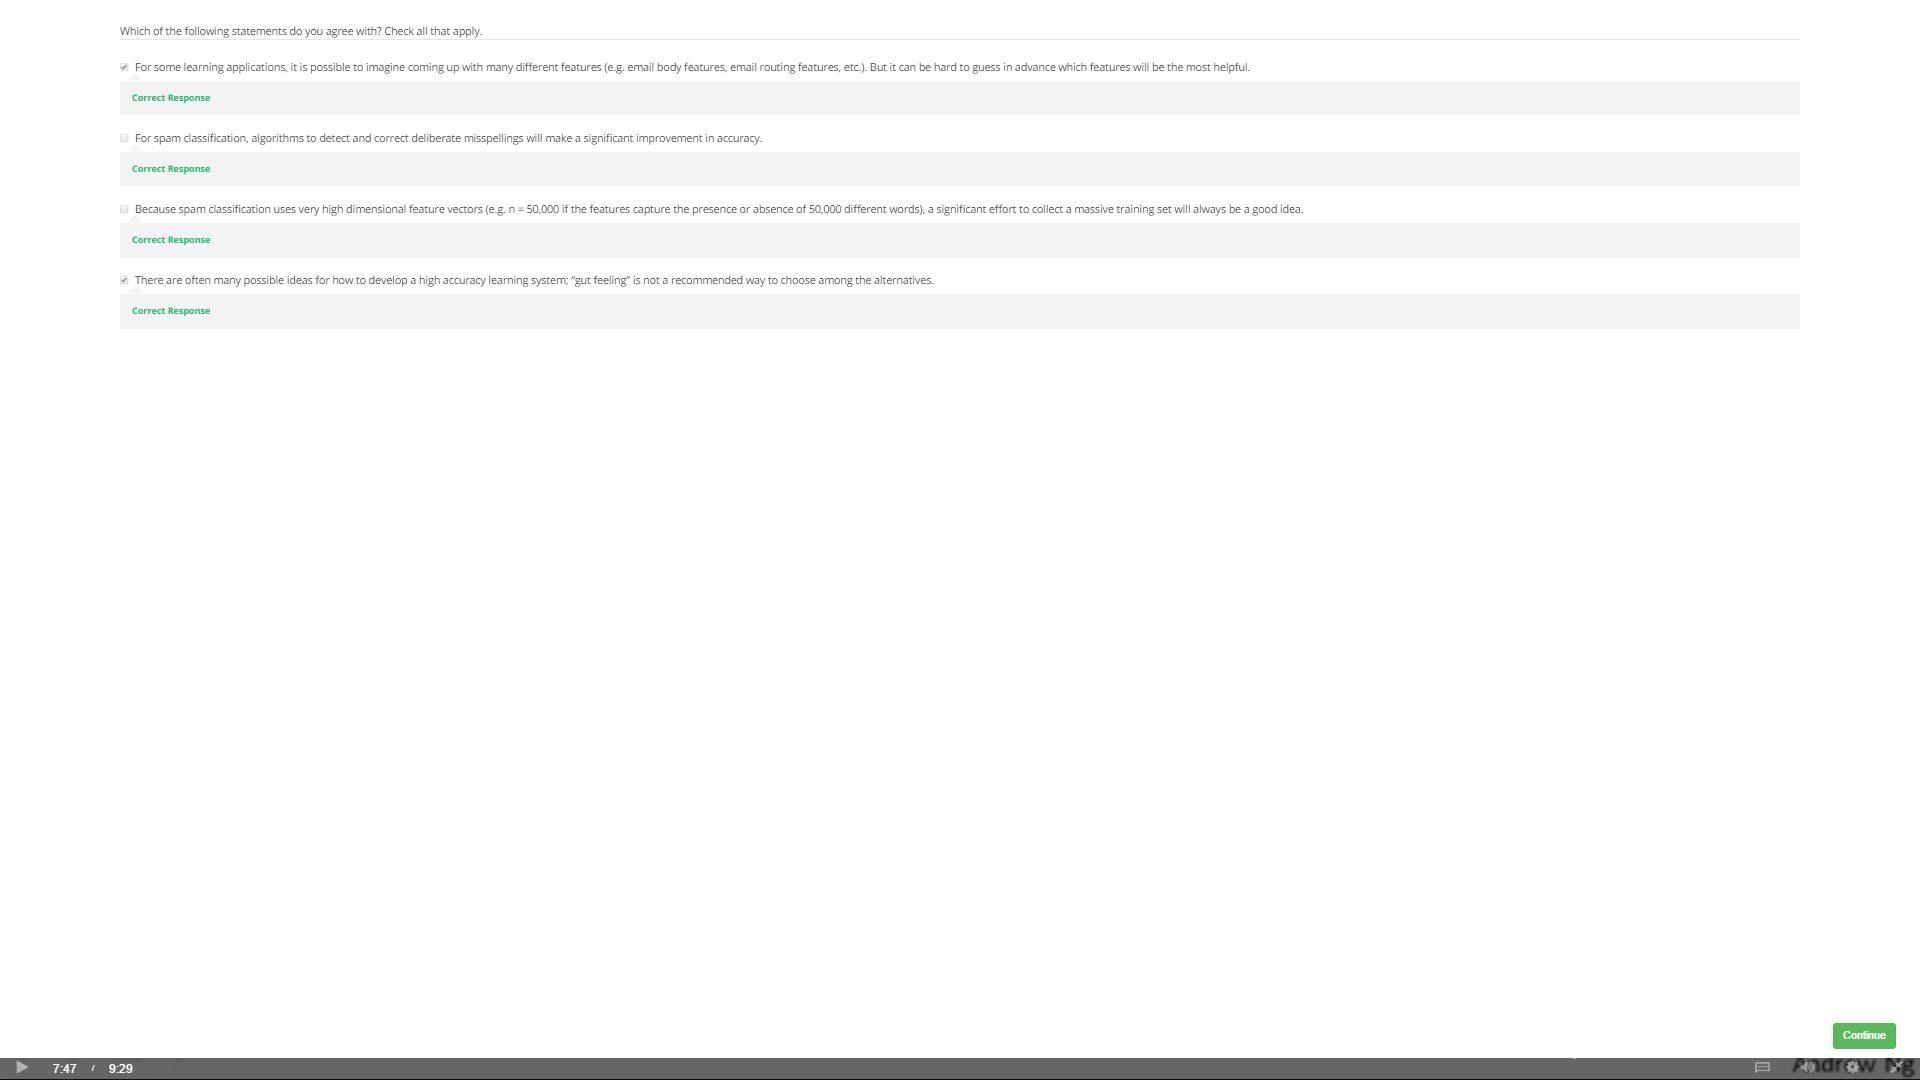 Which of the following statements do you agree with? Check all that apply.
For some learning applications, it is possible to imagine coming up with many different features (e.g. email body features, email routing features, etc.). But it can be hard to guess in advance which features will be the most helpful.
Correct Response
For spam classification, algorithms to detect and correct deliberate misspellings will make a significant improvement in accuracy.
Correct Response
Because spam classification uses very high dimensional feature vectors (e.g. n = 50,000 if the features capture the presence or absence of 50,000 different words), a significant effort to collect a massive training set will always be a good idea.
Correct Response
There are often many possible ideas for how to develop a high accuracy learning system; “gut feeling” is not a recommended way to choose among the alternatives.
Correct Response
Continue
7:47 / 9:29
Andrew Ng